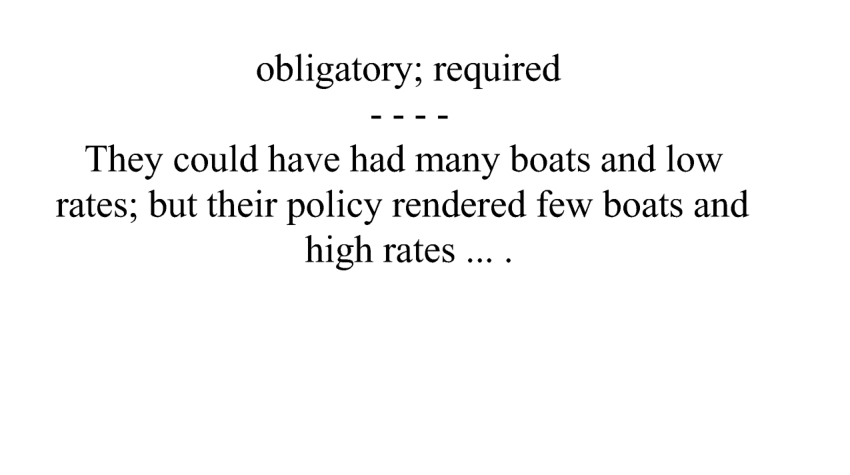 obligatory; required
- - - -
They could have had many boats and low
rates; but their policy rendered few boats and
high rates ... .